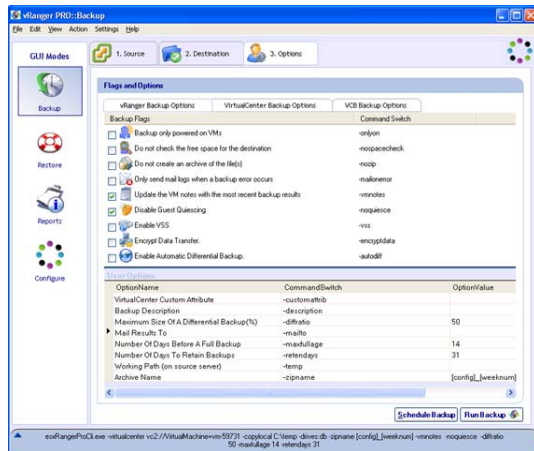 vRanger PRO::Backup
File Edit View Action Settings Help
GUI Modes
1. Source
2. Destination
3. Options
Backup
Restore
Reports
Configure
Flags and Options
vRanger Backup Options
VirtualCenter Backup Options
VCB Backup Options
Backup Flags Command Switch
Backup only powered on VMs -onlyon
Do not check the free space for the destination -nospacecheck
Do not create an archive of the file(s) -nozip
Only send mail logs when a backup error occurs -mailonerror
Update the VM notes with the most recent backup results -vmnotes
Disable Guest Quiescing -noquiesce
Enable VSS -vss
Encrypt Data Transfer. -encryptdata
Enable Automatic Differential Backup. -autodiff
User Options
OptionName CommandSwitch OptionValue
VirtualCenter Custom Attribute -customattrib
Backup Description -description
Maximum Size Of A Differential Backup(%) -diffratio 50
Mail Results To -mailto
Number Of Days Before A Full Backup -maxfullage 14
Number Of Days To Retain Backups -retendays 31
Working Path (on source server) -temp
Archive Name -zipname [config]_[weeknum]
Schedule Backup
Run Backup
esxRangerProCli.exe -virtualcenter vc2://VirtualMachine=vm-59731 -copylocal C:\temp -drives:db -zipname [config]_[weeknum] -vmnotes -noquiesce -diffratio
50 -maxfullage 14 -retendays 31